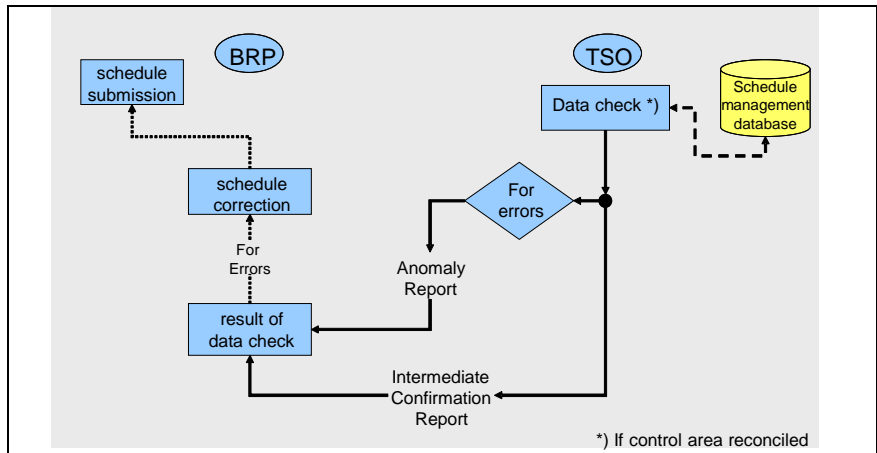 BRP
TSO
schedule
submission
Data check *)
Schedule
management
database
schedule
correction
For
errors
For
Errors
Anomaly
Report
result of
data check
Intermediate
Confirmation
Report
*) If control area reconciled